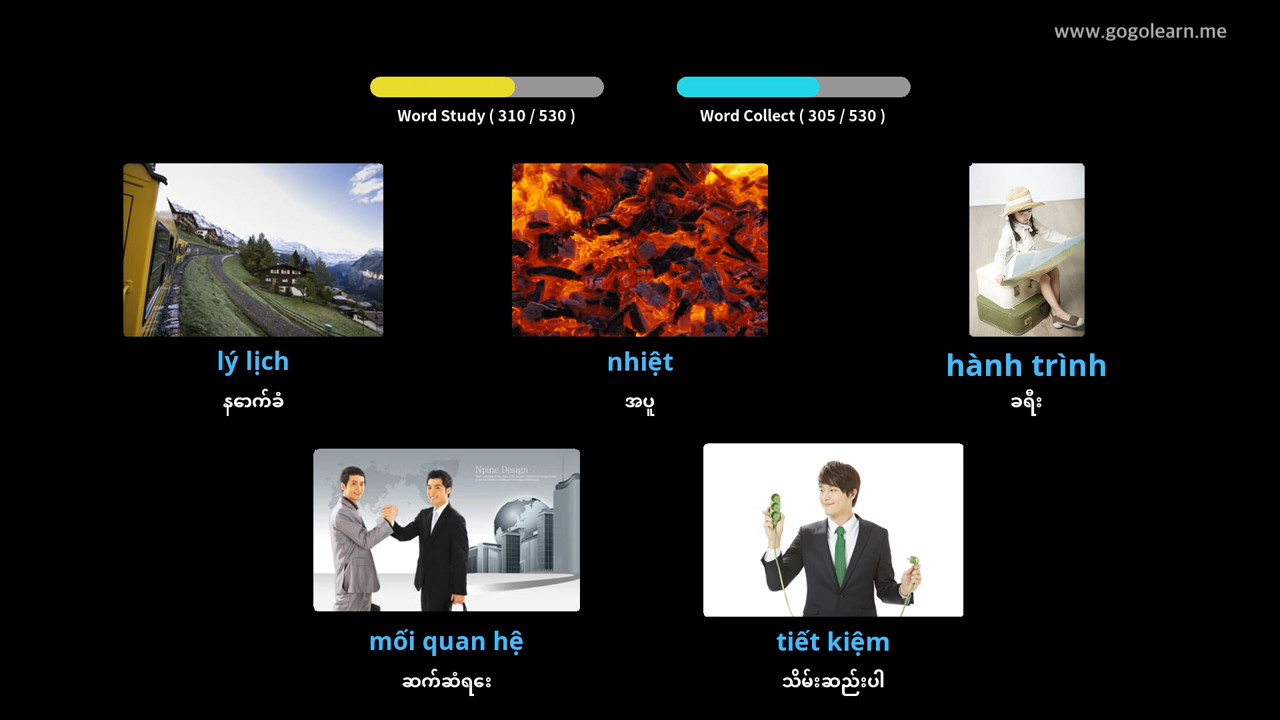 www.gogolearn.me
Word Study ( 310 / 530 )
Word Collect ( 305 / 530 )
lý lịch
နောက်ခံ
nhiệt
အပူ
hành trình
ခရီး
Npine Design
mối quan hệ
ဆက်ဆံရေး
tiết kiệm
သိမ်းဆည်းပါ